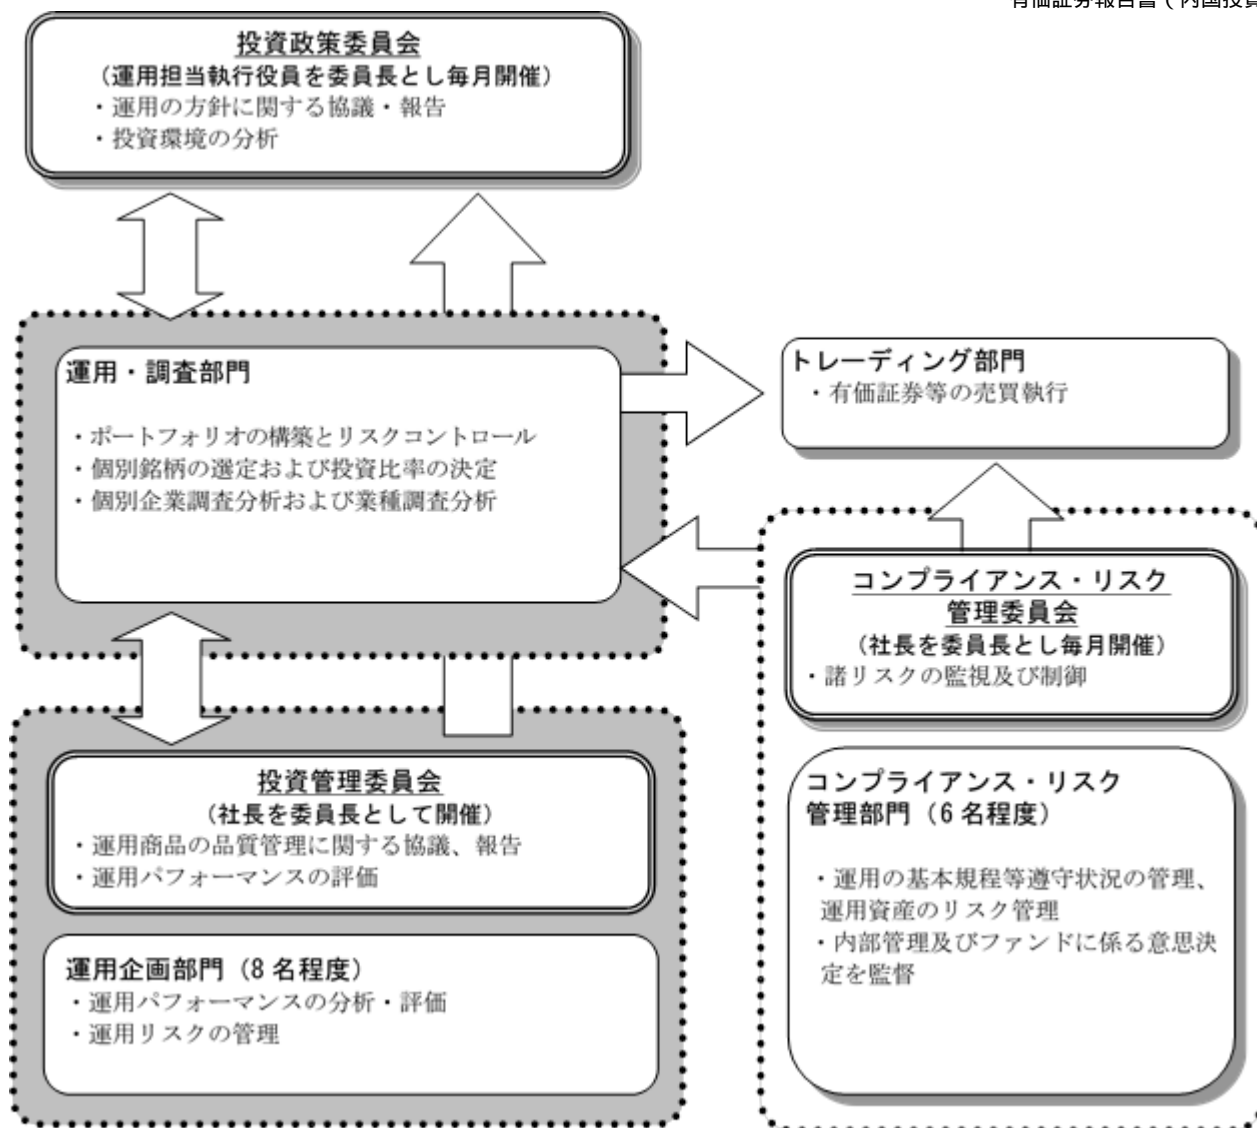 有価証券報告書（内国投資
投資政策委員会
（運用担当執行役員を委員長とし毎月開催）
・運用の方針に関する協議・報告
・投資環境の分析
運用・調査部門
・ポートフォリオの構築とリスクコントロール
・個別銘柄の選定および投資比率の決定
・個別企業調査分析および業種調査分析
トレーディング部門
・有価証券等の売買執行
コンプライアンス・リスク
管理委員会
（社長を委員長とし毎月開催）
・諸リスクの監視及び制御
投資管理委員会
（社長を委員長として開催）
・運用商品の品質管理に関する協議、報告
・運用パフォーマンスの評価
運用企画部門（8 名程度）
・運用パフォーマンスの分析・評価
・運用リスクの管理
コンプライアンス・リスク
管理部門（6 名程度）
・運用の基本規程等遵守状況の管理、
運用資産のリスク管理
・内部管理及びファンドに係る意思決
定を監督